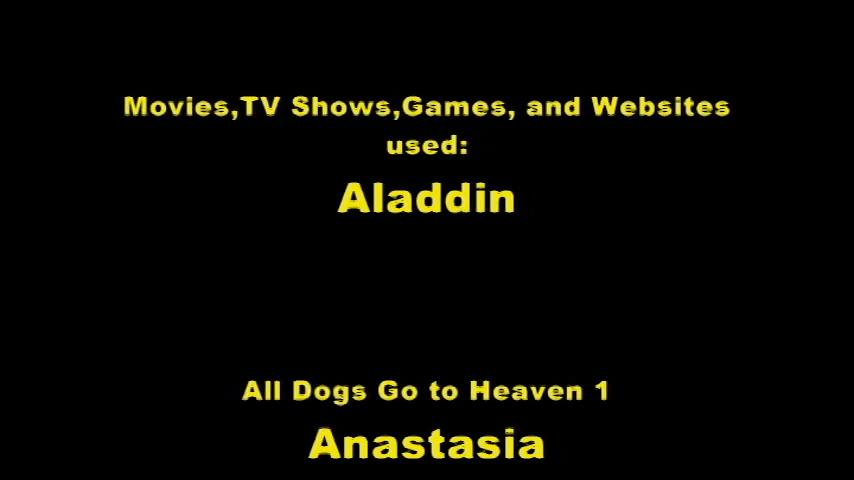 Movies,TV Shows,Games, and Websites
used:
Aladdin
All Dogs Go to Heaven 1
Anastasia